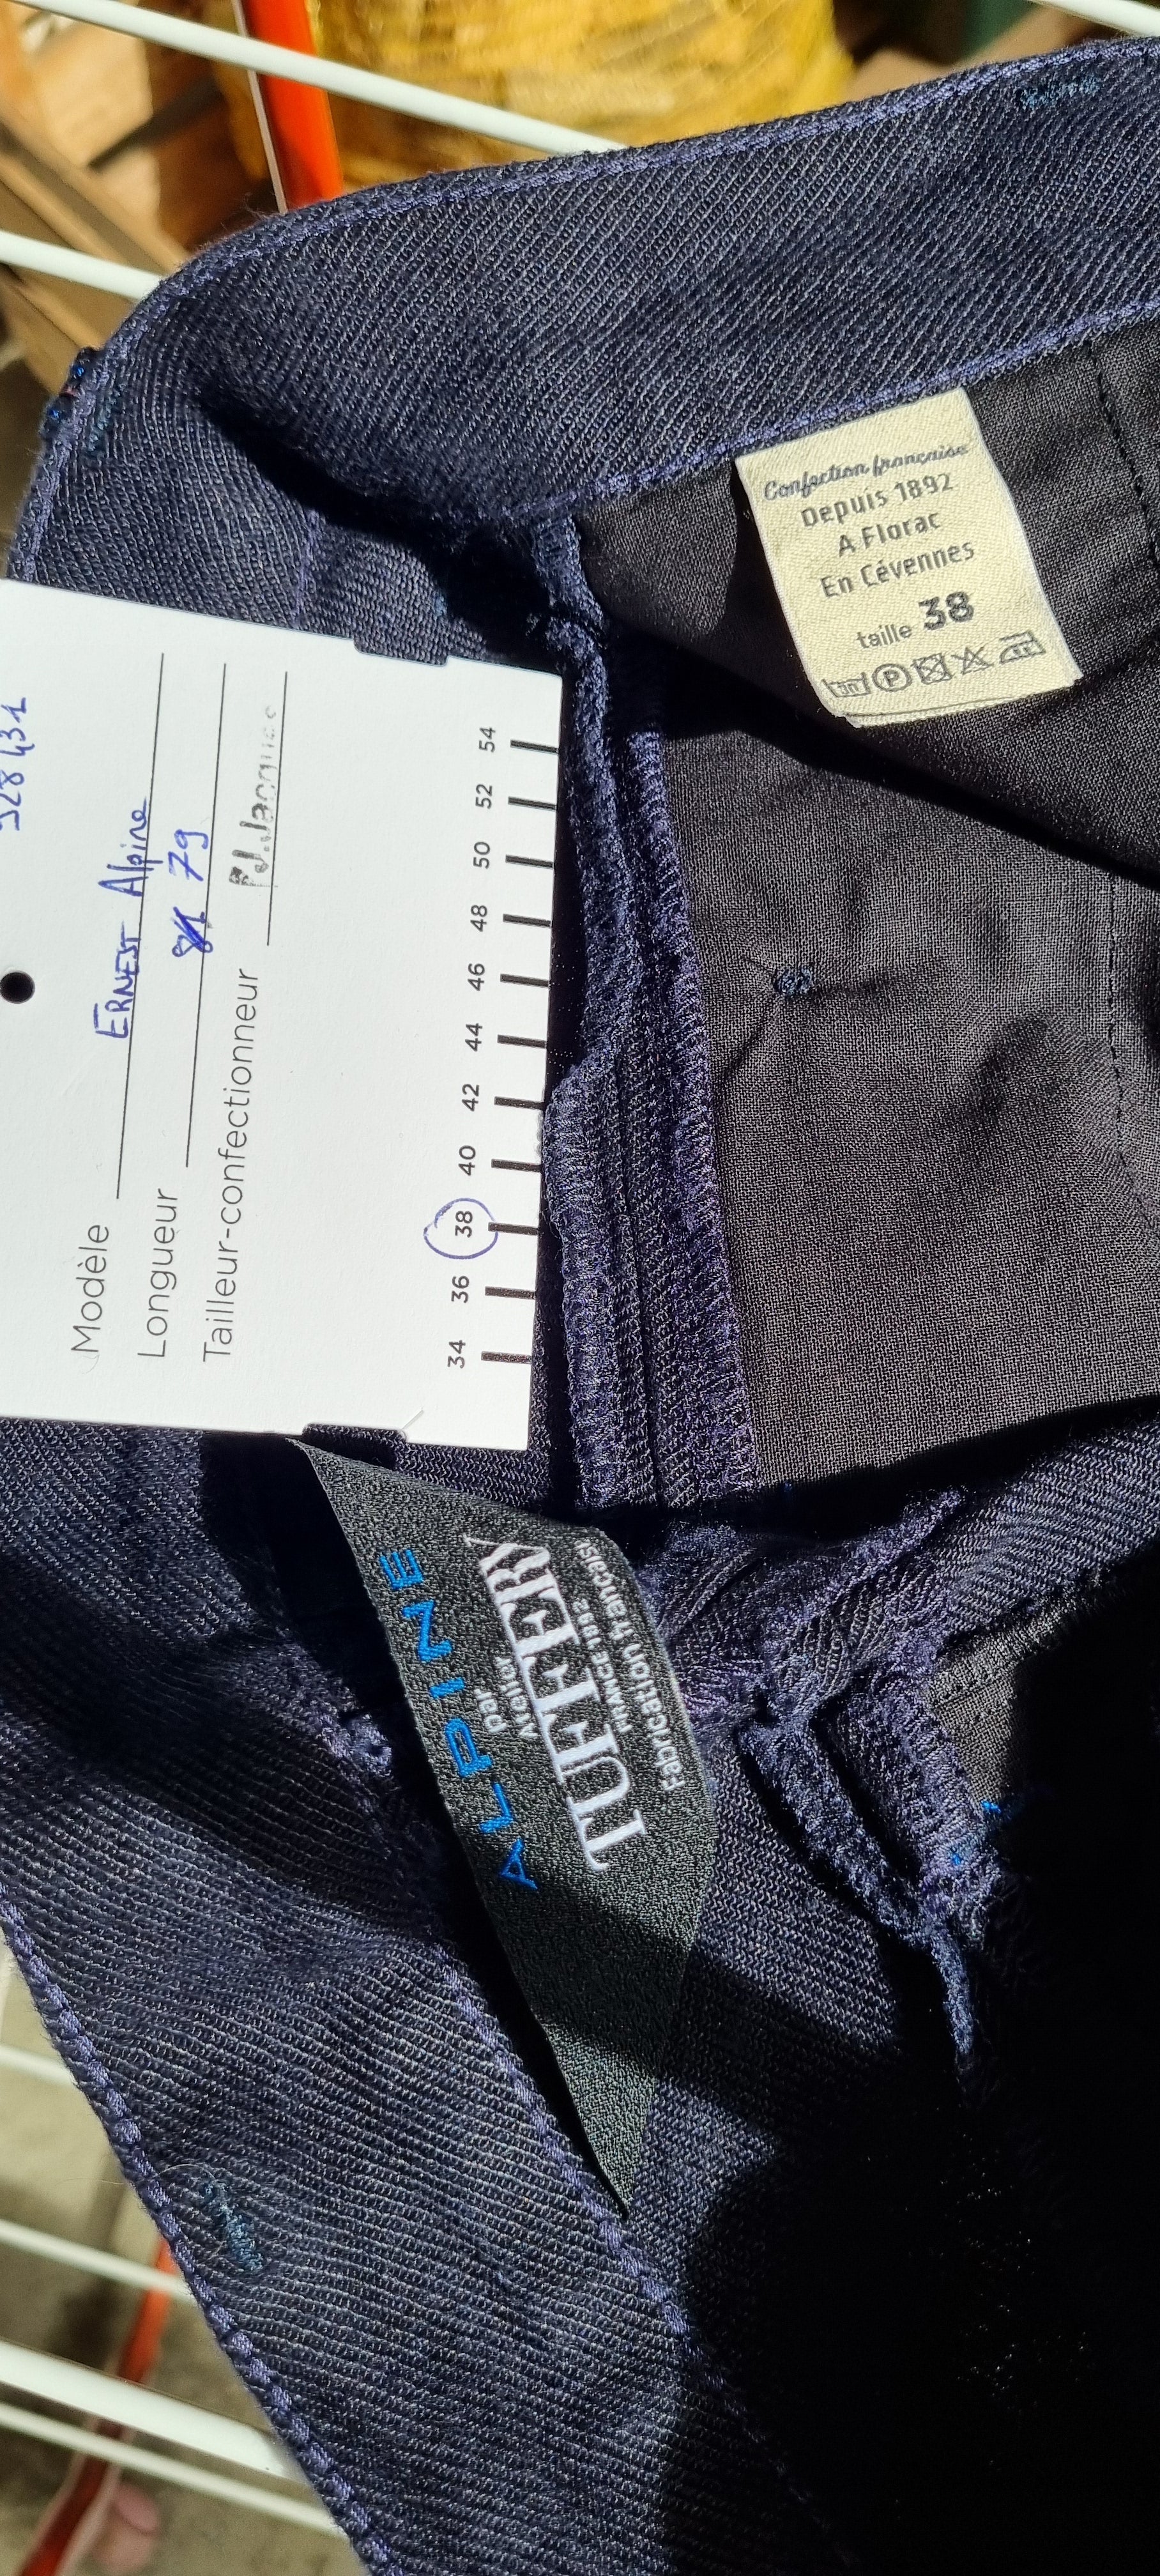 Confection française
Depuis 1892
A Florac
En Cévennes
taille 38
P
Modèle ERNEST Alpine
Longueur 79
Tailleur-confectionneur
34 36 38 40 42 44 46 48 50 52 54
ALPINE
par
Atelier
TUFFERY
FRANCE 1892
Fabrication Française